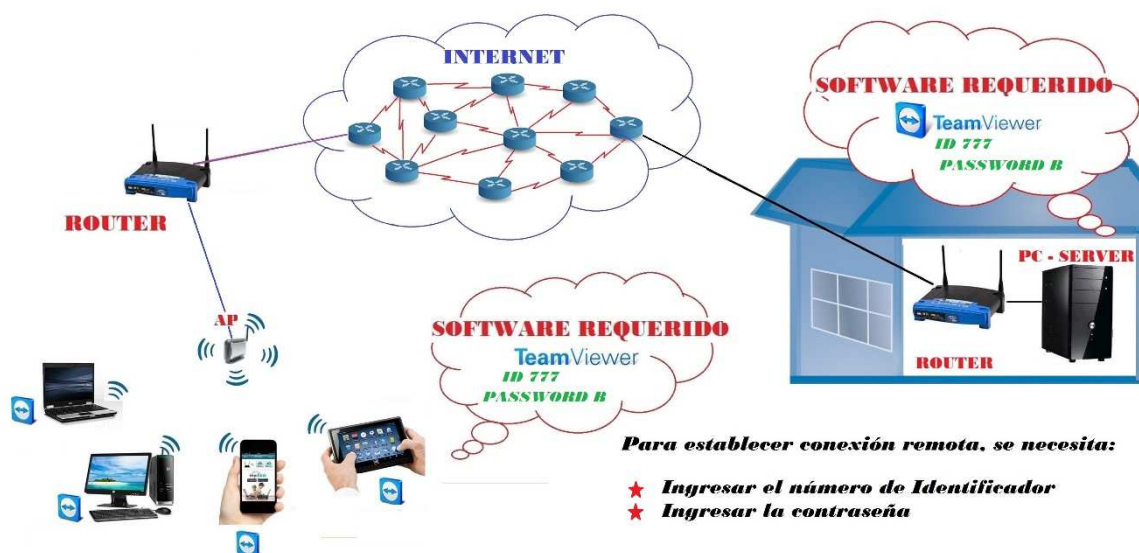 INTERNET
SOFTWARE REQUERIDO
TeamViewer
ID 777
PASSWORD B
ROUTER
PC - SERVER
AP
SOFTWARE REQUERIDO
TeamViewer
ID 777
PASSWORD B
ROUTER
Para establecer conexión remota, se necesita:
Ingresar el número de Identificador
Ingresar la contraseña